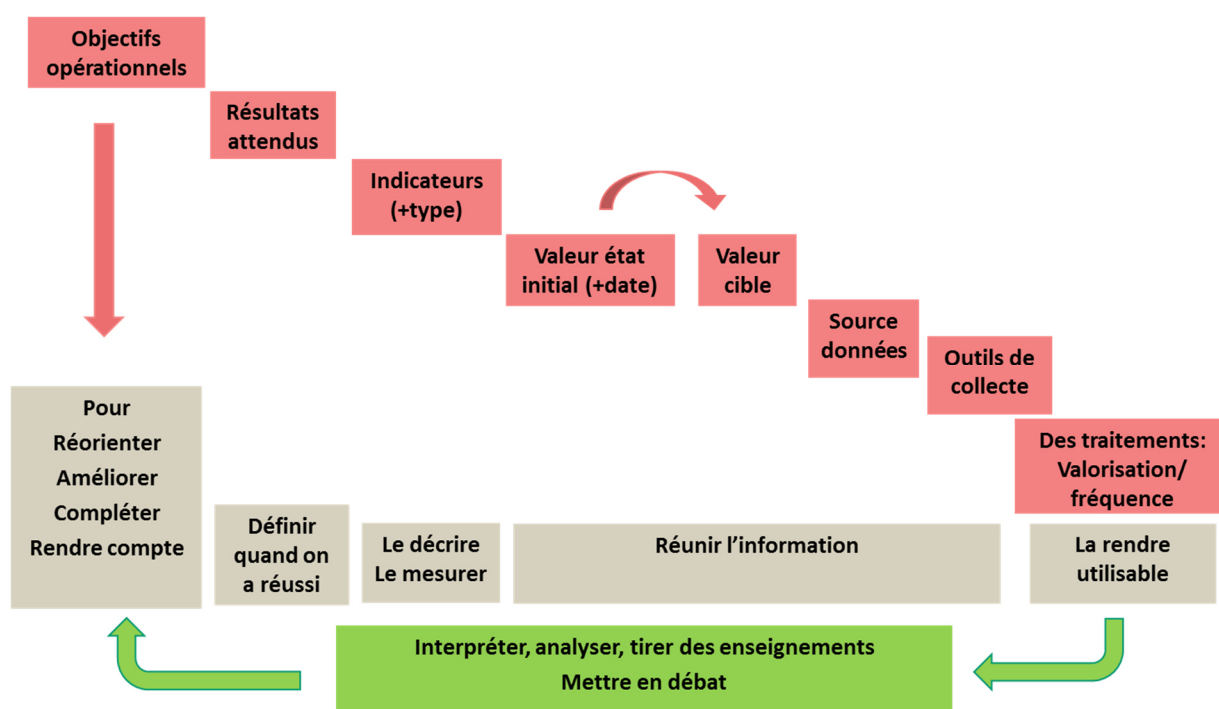 Objectifs
opérationnels
Résultats
attendus
Indicateurs
(+type)
Valeur état
initial (+date)
Valeur
cible
Source
données
Outils de
collecte
Des traitements:
Valorisation/
fréquence
Pour
Réorienter
Améliorer
Compléter
Rendre compte
Définir
quand on
a réussi
Le décrire
Le mesurer
Réunir l’information
La rendre
utilisable
Interpréter, analyser, tirer des enseignements
Mettre en débat